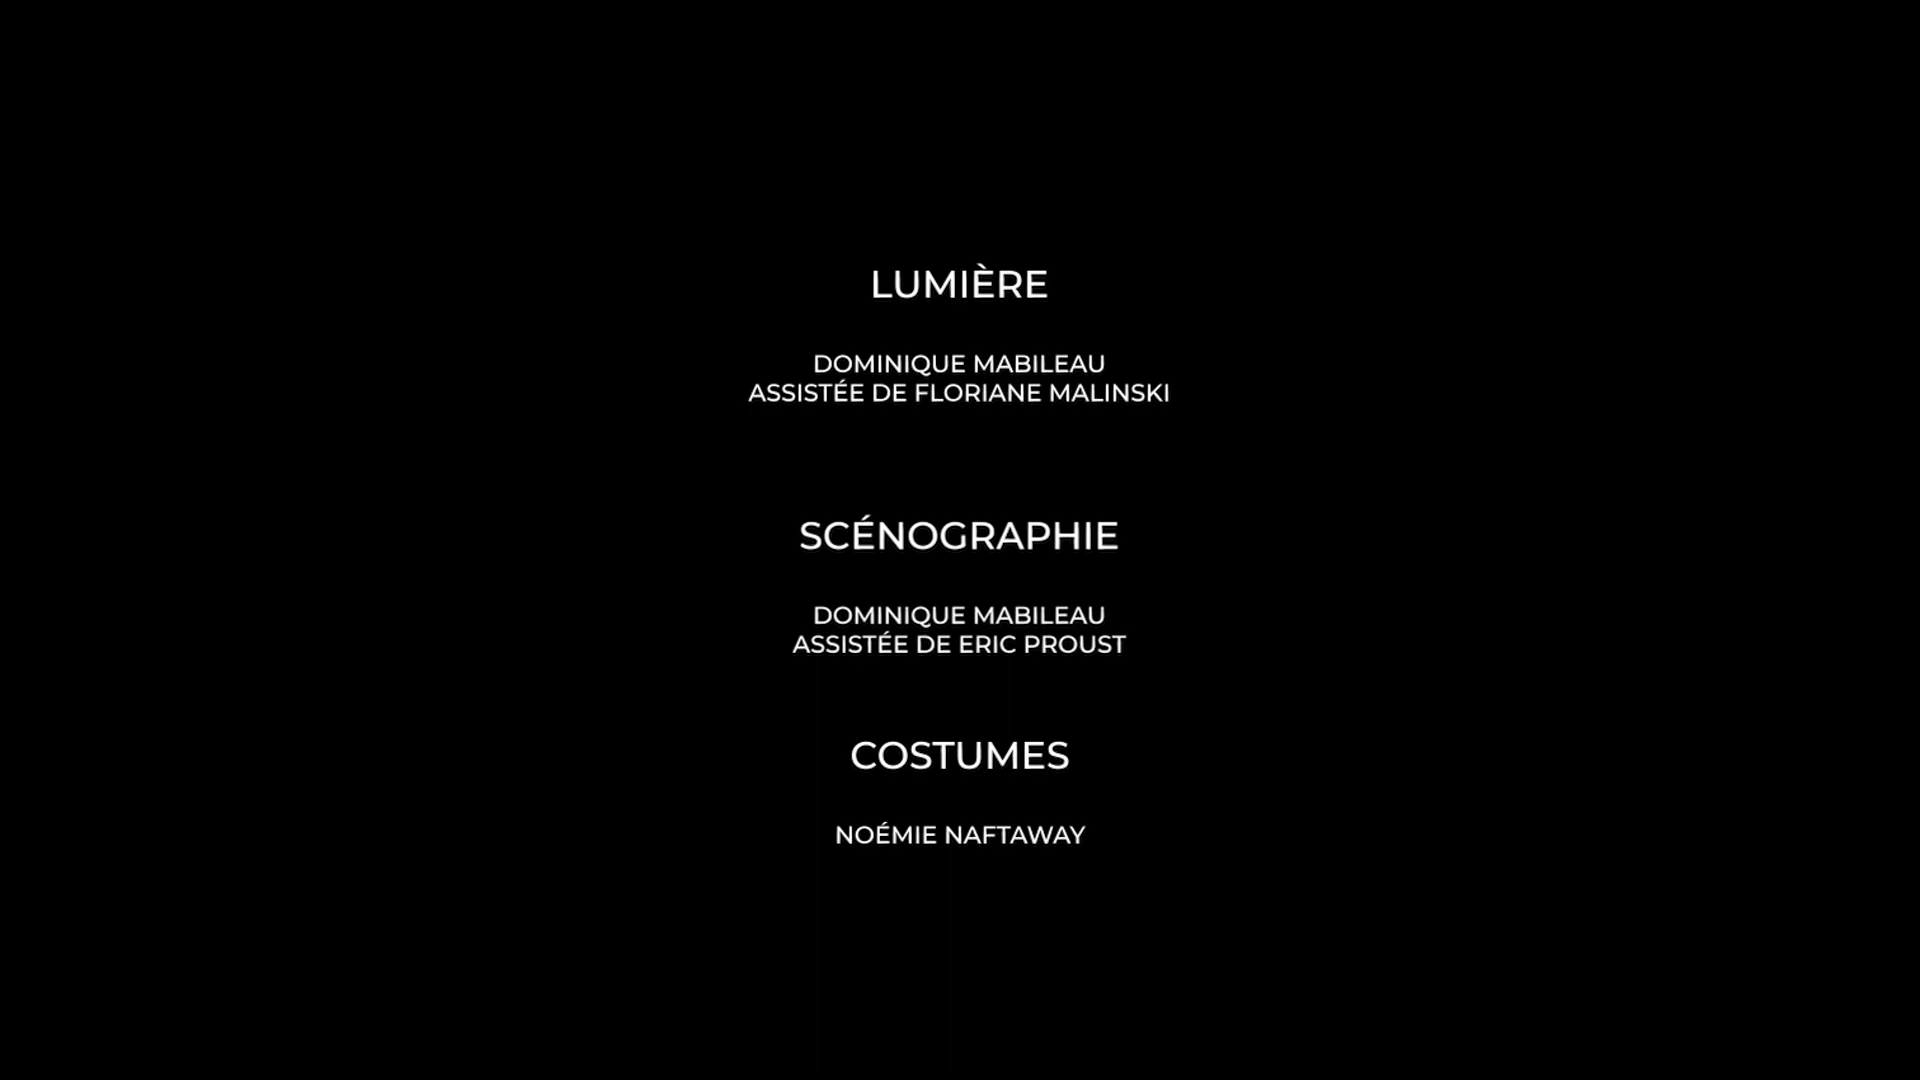 LUMIÈRE
DOMINIQUE MABILEAU
ASSISTÉE DE FLORIANE MALINSKI
SCÉNOGRAPHIE
DOMINIQUE MABILEAU
ASSISTÉE DE ERIC PROUST
COSTUMES
NOÉMIE NAFTAWAY